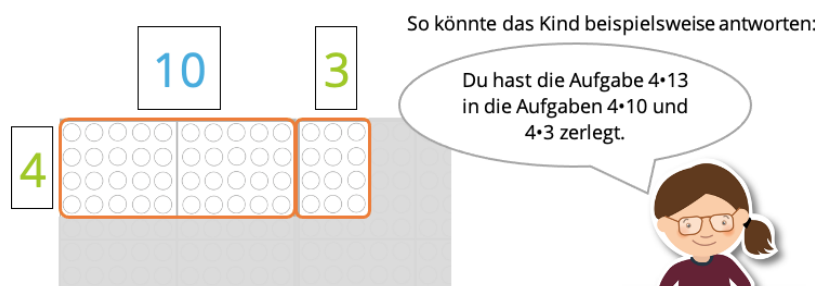 So könnte das Kind beispielsweise antworten:
10
3
4
Du hast die Aufgabe 4•13
in die Aufgaben 4•10 und
4•3 zerlegt.